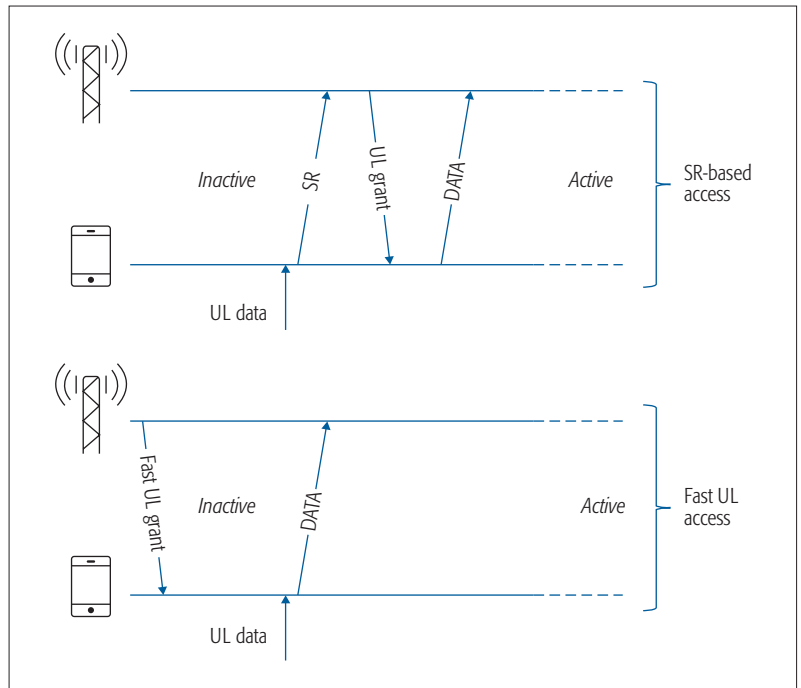 Inactive
SR
UL grant
DATA
Active
SR-based
access
UL data
Fast UL grant
Inactive
DATA
Active
Fast UL
access
UL data